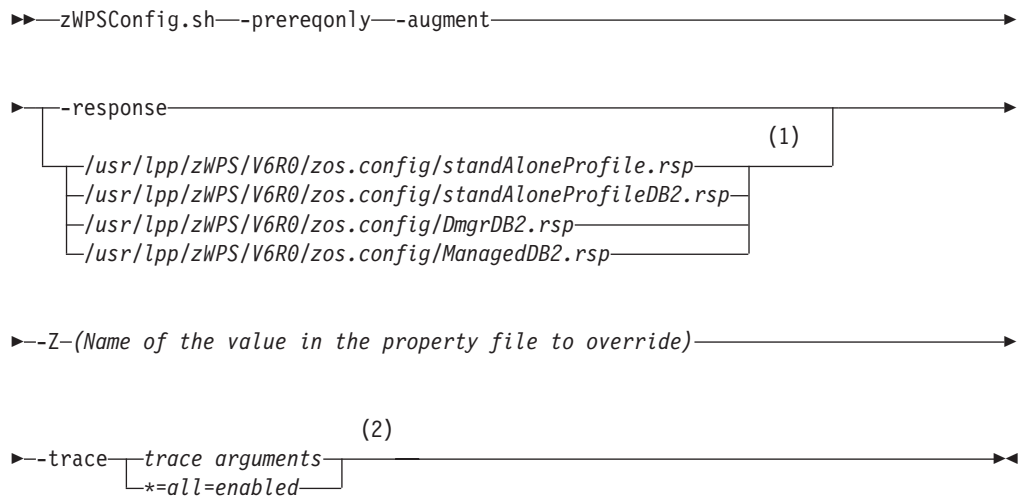 zWPSConfig.sh -prereqonly -augment
-response
(1)
/usr/lpp/zWPS/V6R0/zos.config/standAloneProfile.rsp
/usr/lpp/zWPS/V6R0/zos.config/standAloneProfileDB2.rsp
/usr/lpp/zWPS/V6R0/zos.config/DmgrDB2.rsp
/usr/lpp/zWPS/V6R0/zos.config/ManagedDB2.rsp
-Z (Name of the value in the property file to override)
(2)
-trace trace arguments
*=all=enabled